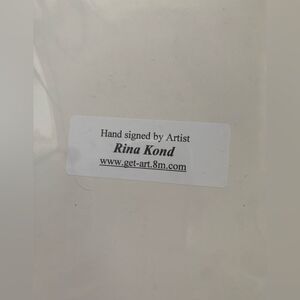 Hand signed by Artist
Rina Kond
www.get-art.8m.com